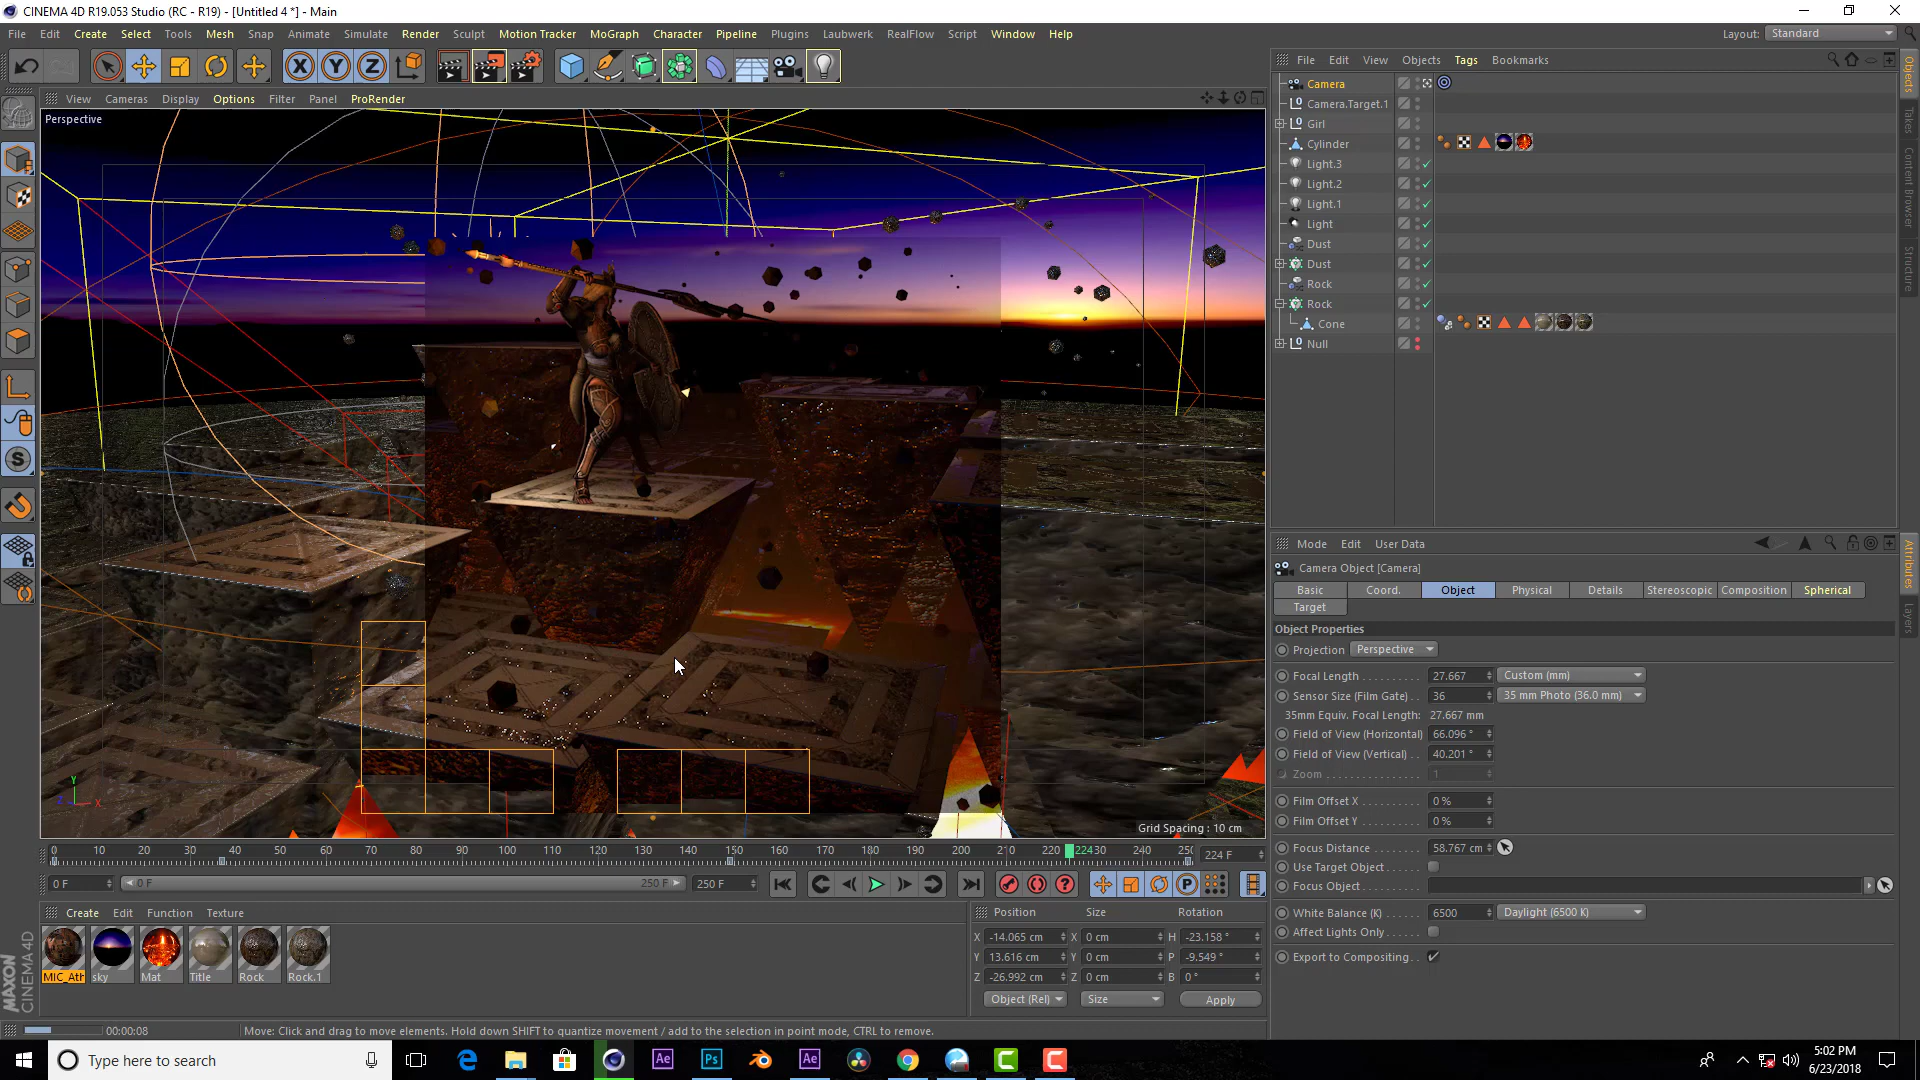 CINEMA 4D R19.053 Studio (RC - R19) - [Untitled 4 *] - Main
File Edit Create Select Tools Mesh Snap Animate Simulate Render Sculpt Motion Tracker MoGraph Character Pipeline Plugins Laubwerk RealFlow Script Window Help
Layout: Standard
View Cameras Display Options Filter Panel ProRender
Perspective
Grid Spacing : 10 cm
File Edit View Objects Tags Bookmarks
Camera
Camera.Target.1
Girl
Cylinder
Light.3
Light.2
Light.1
Light
Dust
Dust
Rock
Rock
Cone
Null
Objects
Takes
Content Browser
Structure
Mode Edit User Data
Camera Object [Camera]
Basic Coord. Object Physical Details Stereoscopic Composition Spherical
Target
Object Properties
Projection Perspective
Focal Length 27.667 Custom (mm)
Sensor Size (Film Gate) 36 35 mm Photo (36.0 mm)
35mm Equiv. Focal Length: 27.667 mm
Field of View (Horizontal) 66.096 °
Field of View (Vertical) 40.201 °
Zoom 1
Film Offset X 0 %
Film Offset Y 0 %
Focus Distance 58.767 cm
Use Target Object
Focus Object
White Balance (K) 6500 Daylight (6500 K)
Affect Lights Only
Export to Compositing
Attributes
Layers
0 10 20 30 40 50 60 70 80 90 100 110 120 130 140 150 160 170 180 190 200 210 220 224 230 240 250
224 F
0 F 0 F 250 F 250 F
Create Edit Function Texture
MIC_Ath sky Mat Title Rock Rock.1
Position Size Rotation
X -14.065 cm X 0 cm H -23.158 °
Y 13.616 cm Y 0 cm P -9.549 °
Z -26.992 cm Z 0 cm B 0 °
Object (Rel) Size Apply
MAXON
CINEMA 4D
00:00:08 Move: Click and drag to move elements. Hold down SHIFT to quantize movement / add to the selection in point mode, CTRL to remove.
Type here to search
5:02 PM
6/23/2018